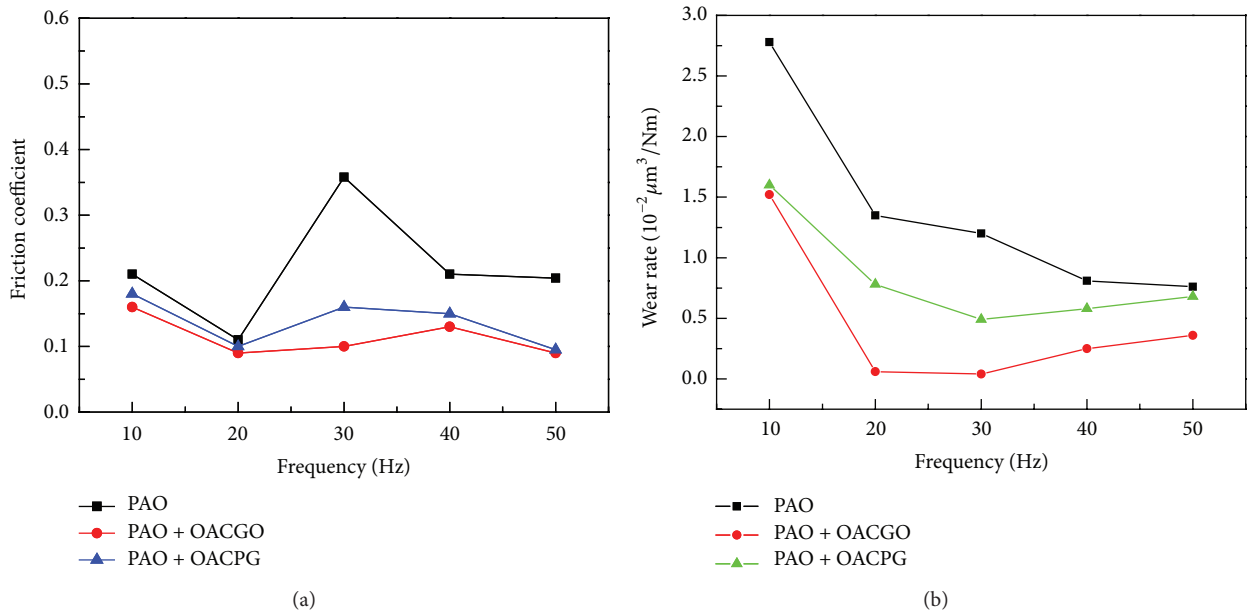 0.6
0.5
0.4
0.3
0.2
0.1
0.0
Friction coefficient
10 20 30 40 50
Frequency (Hz)
PAO
PAO + OACGO
PAO + OACPG
(a)
3.0
2.5
2.0
1.5
1.0
0.5
0.0
Wear rate (10⁻² μm³/Nm)
10 20 30 40 50
Frequency (Hz)
PAO
PAO + OACGO
PAO + OACPG
(b)